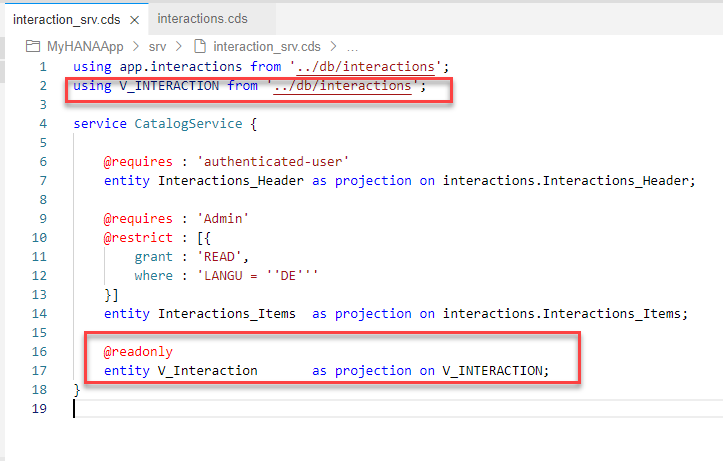 interaction_srv.cds × interactions.cds
MyHANAApp > srv > interaction_srv.cds > ...
1 using app.interactions from '../db/interactions';
2 using V_INTERACTION from '../db/interactions';
3
4 service CatalogService {
5
6 @requires : 'authenticated-user'
7 entity Interactions_Header as projection on interactions.Interactions_Header;
8
9 @requires : 'Admin'
10 @restrict : [{
11 grant : 'READ',
12 where : 'LANGU = ''DE'''
13 }]
14 entity Interactions_Items as projection on interactions.Interactions_Items;
15
16 @readonly
17 entity V_Interaction as projection on V_INTERACTION;
18 }
19